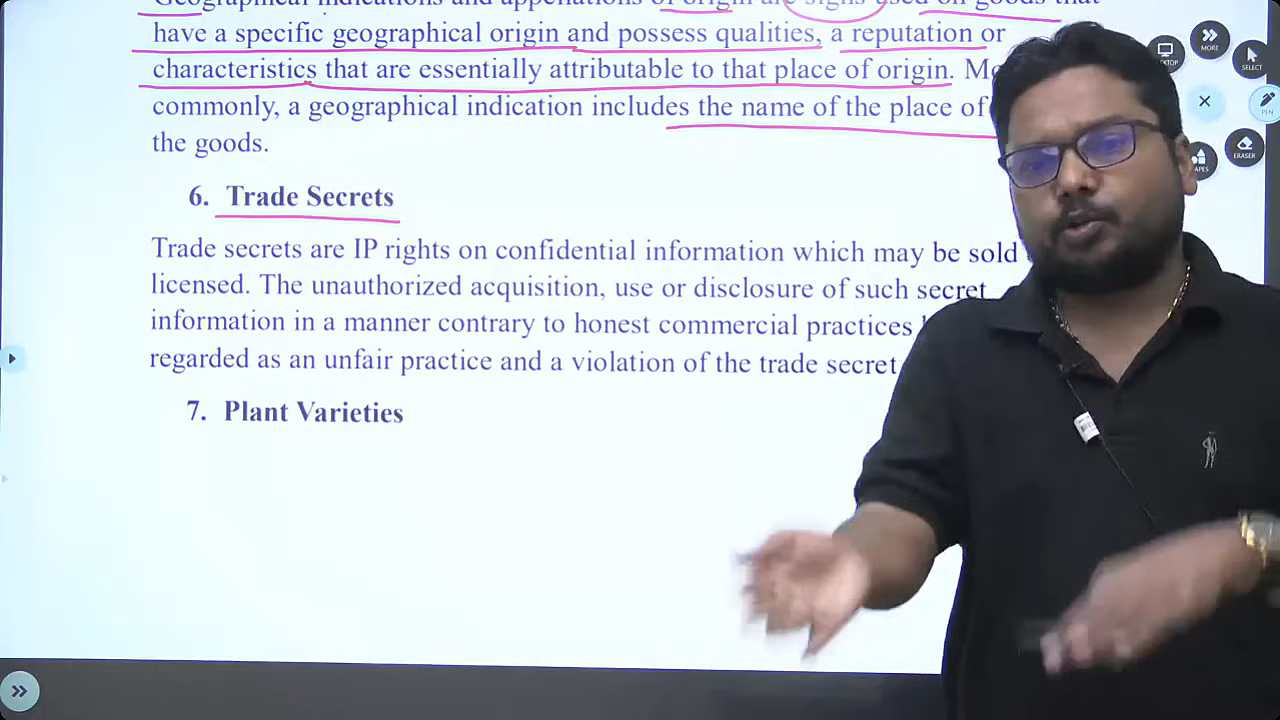 Geographical indications and appellations of origin are signs used on goods that
have a specific geographical origin and possess qualities, a reputation or
characteristics that are essentially attributable to that place of origin.
commonly, a geographical indication includes the name of the place of
the goods.
6. Trade Secrets
Trade secrets are IP rights on confidential information which may be sold
licensed. The unauthorized acquisition, use or disclosure of such secret
information in a manner contrary to honest commercial practices
regarded as an unfair practice and a violation of the trade secret
7. Plant Varieties
MORE
SELECT
PEN
ERASER